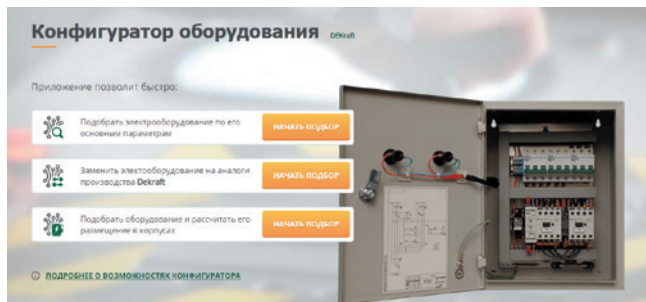 Конфигуратор оборудования DEKraft
Приложение позволит быстро:
Подобрать электрооборудование по его
основным параметрам
НАЧАТЬ ПОДБОР
Заменить электооборудование на аналоги
производства Dekraft
НАЧАТЬ ПОДБОР
Подобрать оборудование и рассчитать его
размещение в корпусах
НАЧАТЬ ПОДБОР
ПОДРОБНЕЕ О ВОЗМОЖНОСТЯХ КОНФИГУРАТОРА